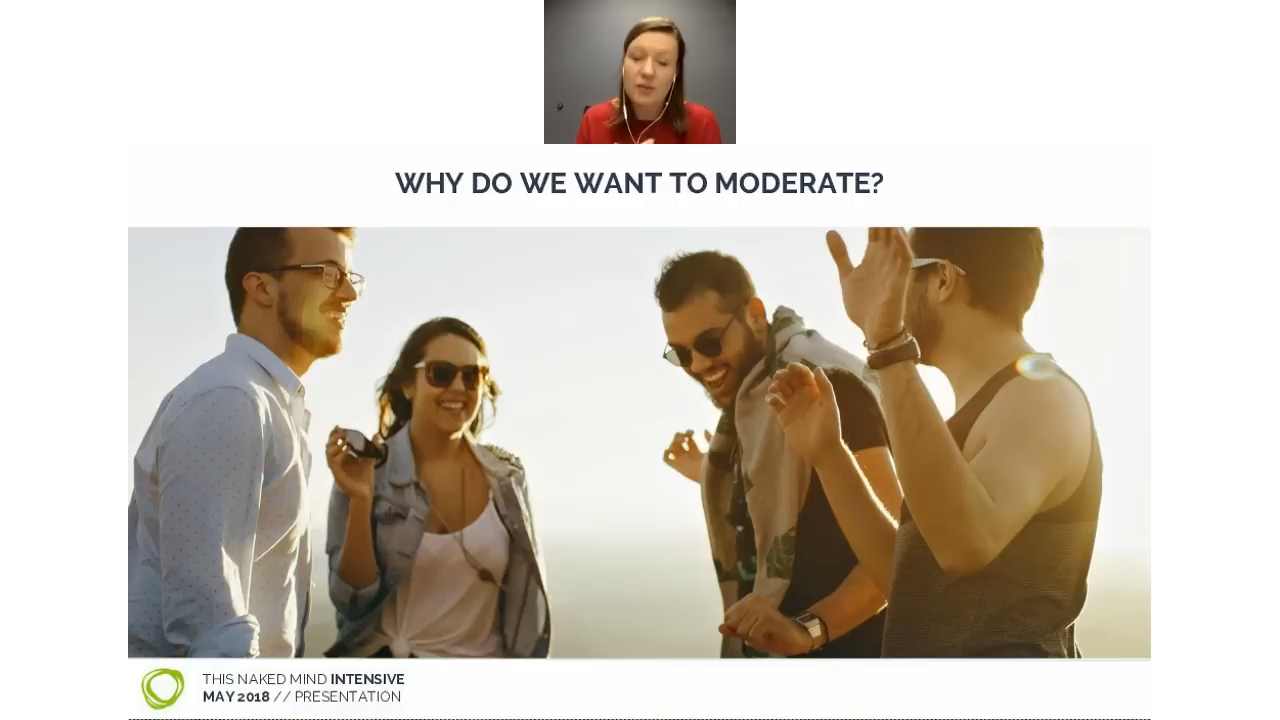 WHY DO WE WANT TO MODERATE?
THIS NAKED MIND INTENSIVE
MAY 2018 // PRESENTATION